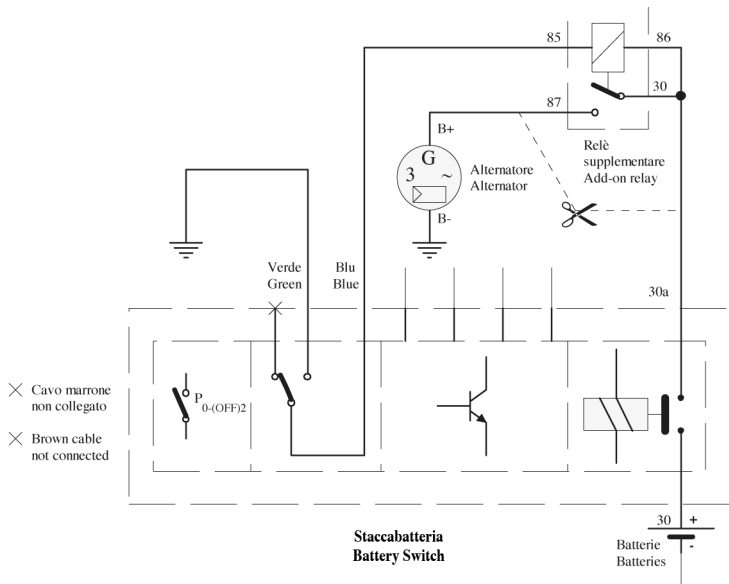 85
86
30
87
B+
G
3 ~
Alternatore
Alternator
B-
Relè
supplementare
Add-on relay
Verde
Green
Blu
Blue
30a
P0-(OFF)2
Cavo marrone
non collegato
Brown cable
not connected
30 +
-
Batterie
Batteries
Staccabatteria
Battery Switch